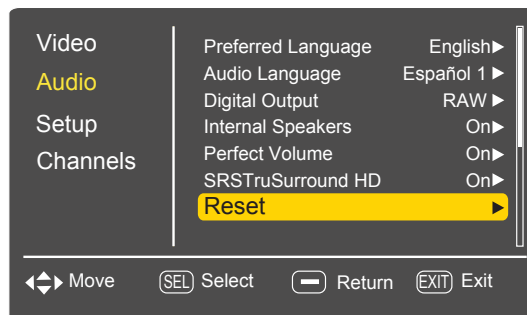 Video
Audio
Setup
Channels
Preferred Language English
Audio Language Español 1
Digital Output RAW
Internal Speakers On
Perfect Volume On
SRSTruSurround HD On
Reset
Move SEL Select Return EXIT Exit